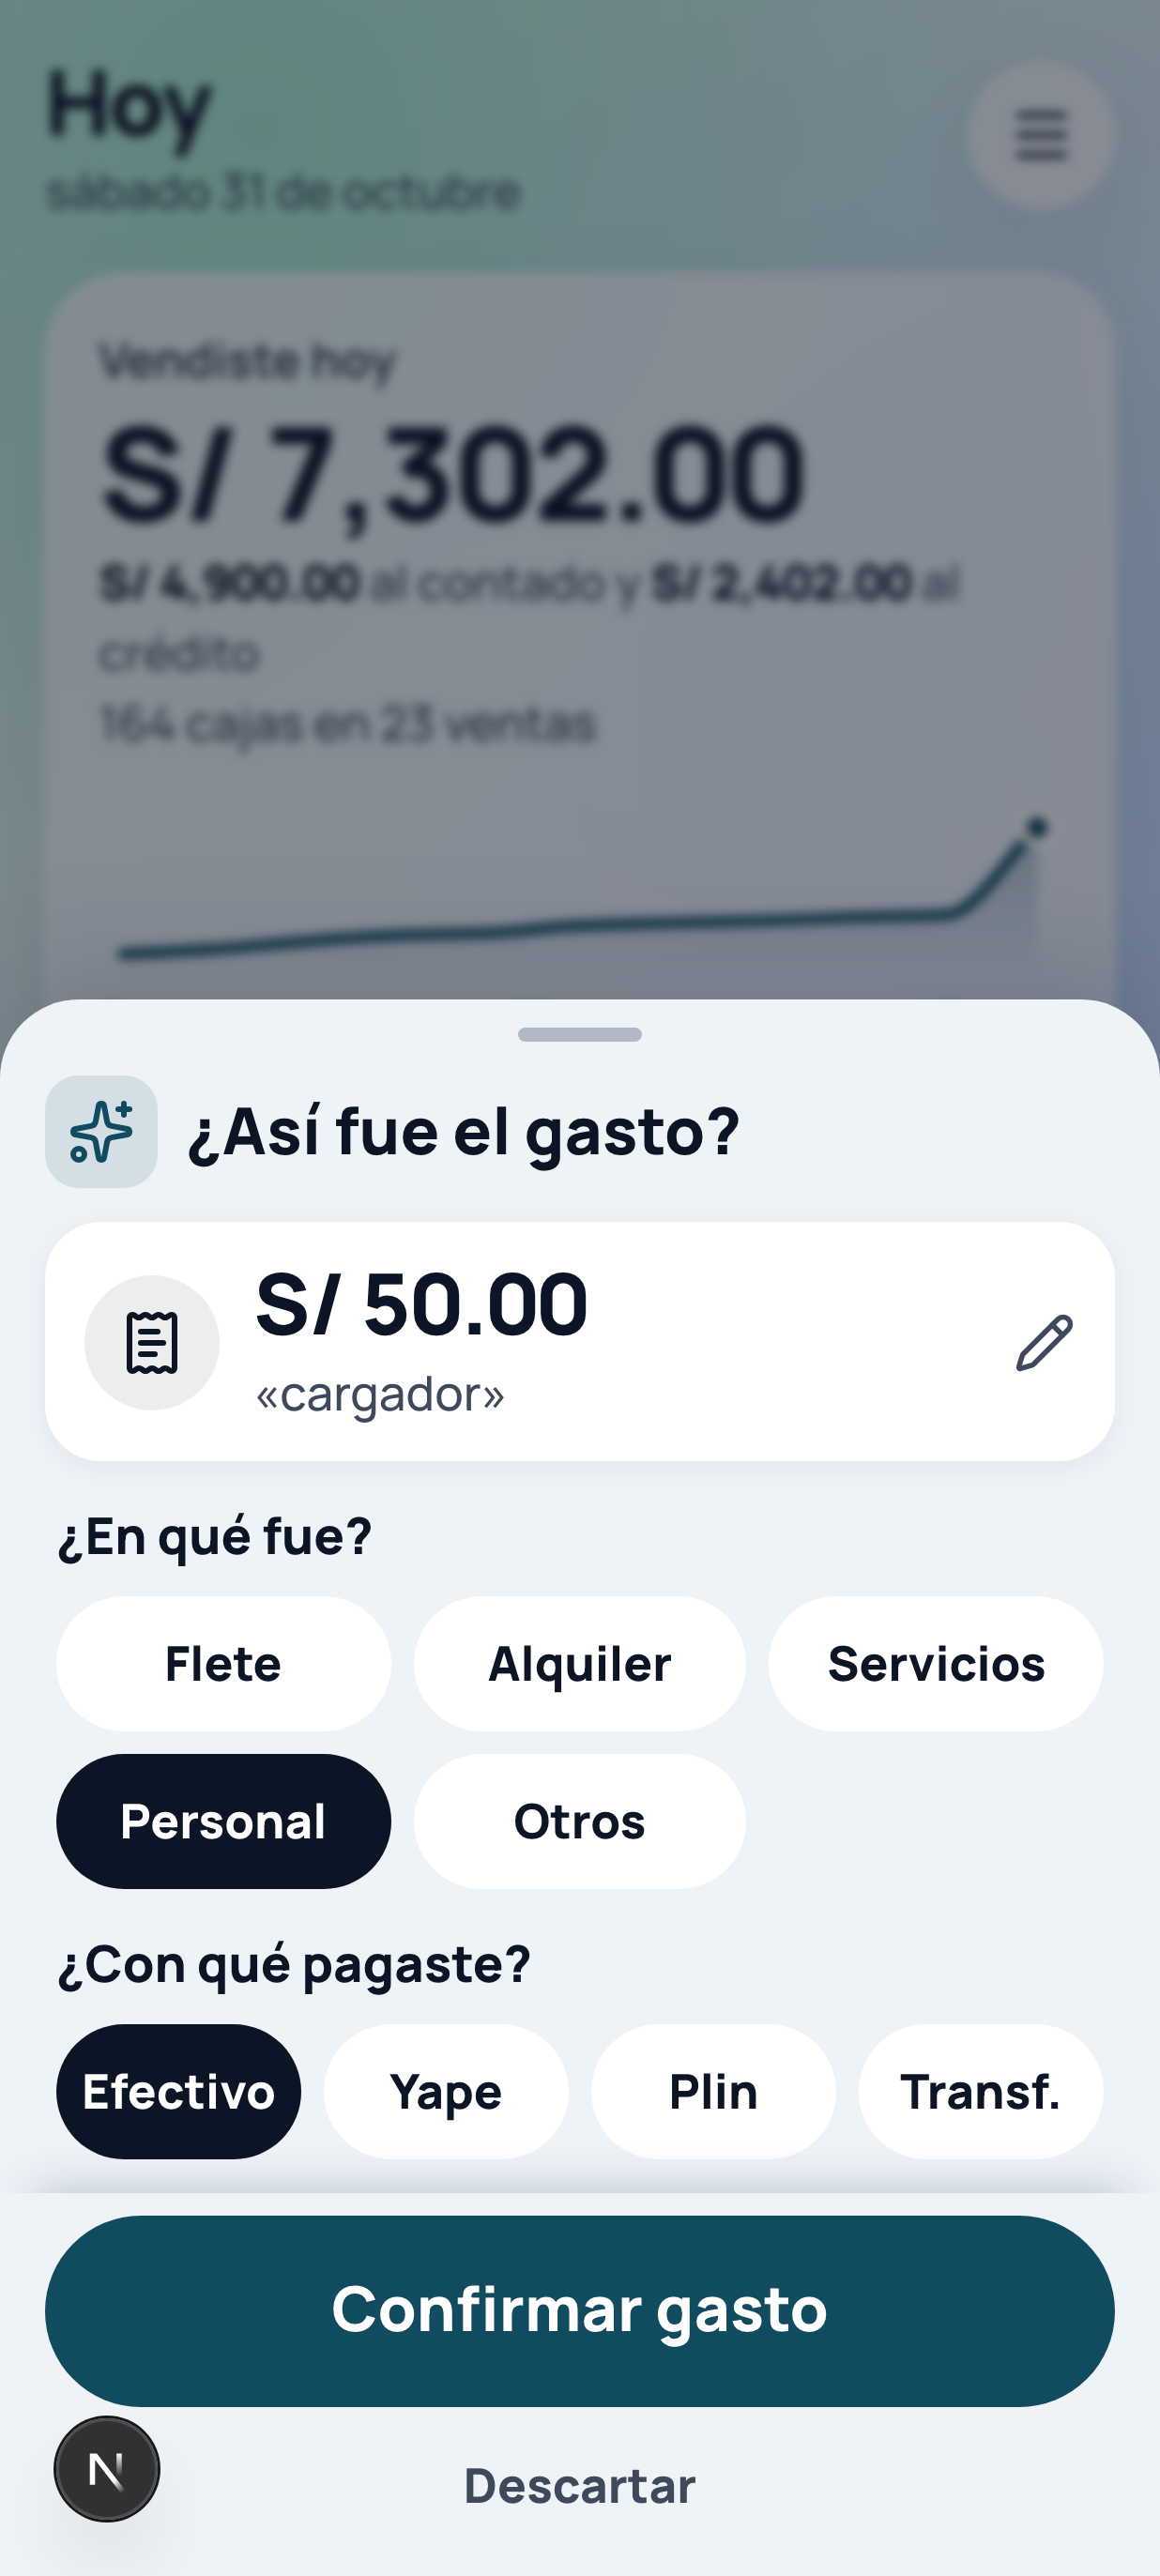 Hoy
sábado 31 de octubre
Vendiste hoy
S/ 7,302.00
S/ 4,900.00 al contado y S/ 2,402.00 al
crédito
164 cajas en 23 ventas
¿Así fue el gasto?
S/ 50.00
«cargador»
¿En qué fue?
Flete
Alquiler
Servicios
Personal
Otros
¿Con qué pagaste?
Efectivo
Yape
Plin
Transf.
Confirmar gasto
N
Descartar